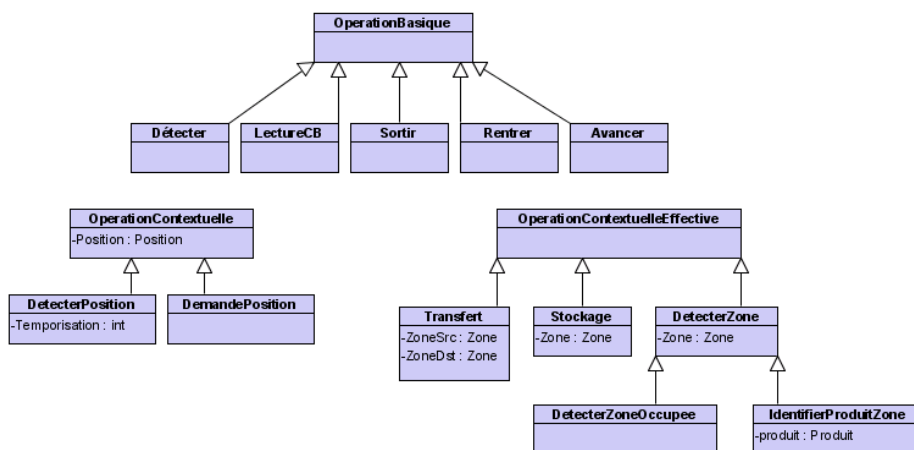 OperationBasique
Détecter
LectureCB
Sortir
Rentrer
Avancer
OperationContextuelle
-Position : Position
OperationContextuelleEffective
DetecterPosition
-Temporisation : int
DemandePosition
Transfert
-ZoneSrc : Zone
-ZoneDst : Zone
Stockage
-Zone : Zone
DetecterZone
-Zone : Zone
DetecterZoneOccupee
IdentifierProduitZone
-produit : Produit